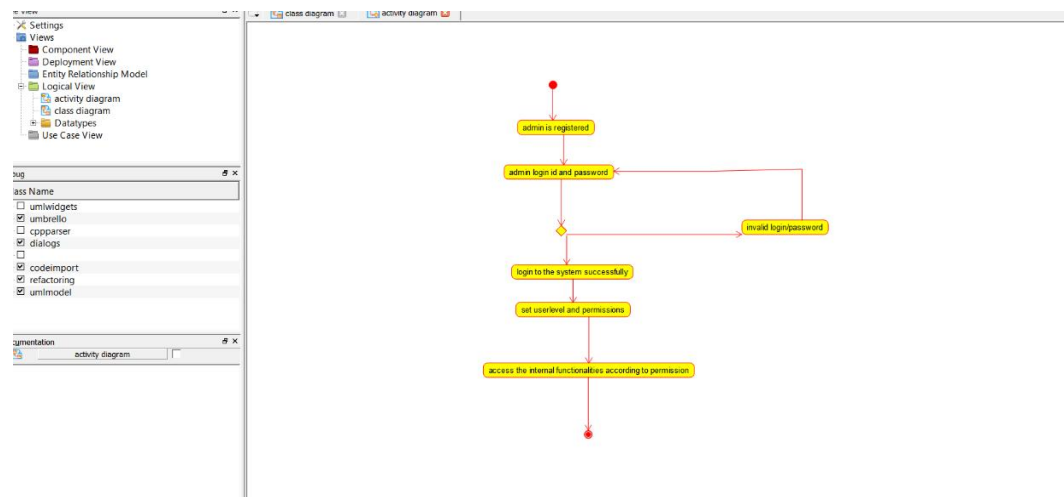 View
Settings
Views
Component View
Deployment View
Entity Relationship Model
Logical View
activity diagram
class diagram
Datatypes
Use Case View
class diagram
activity diagram
ass Name
umlwidgets
umbrello
cppparser
dialogs
codeimport
refactoring
umlmodel
cumentation
activity diagram
admin is registered
admin login id and password
invalid login/password
login to the system successfully
set userlevel and permissions
access the internal functionalities according to permission